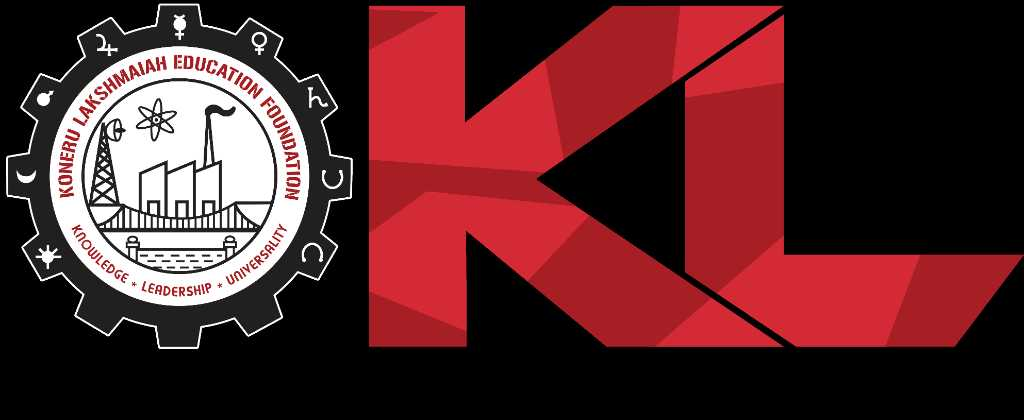 KONERU LAKSHMAIAH EDUCATION FOUNDATION
KNOWLEDGE * LEADERSHIP * UNIVERSALITY
KL